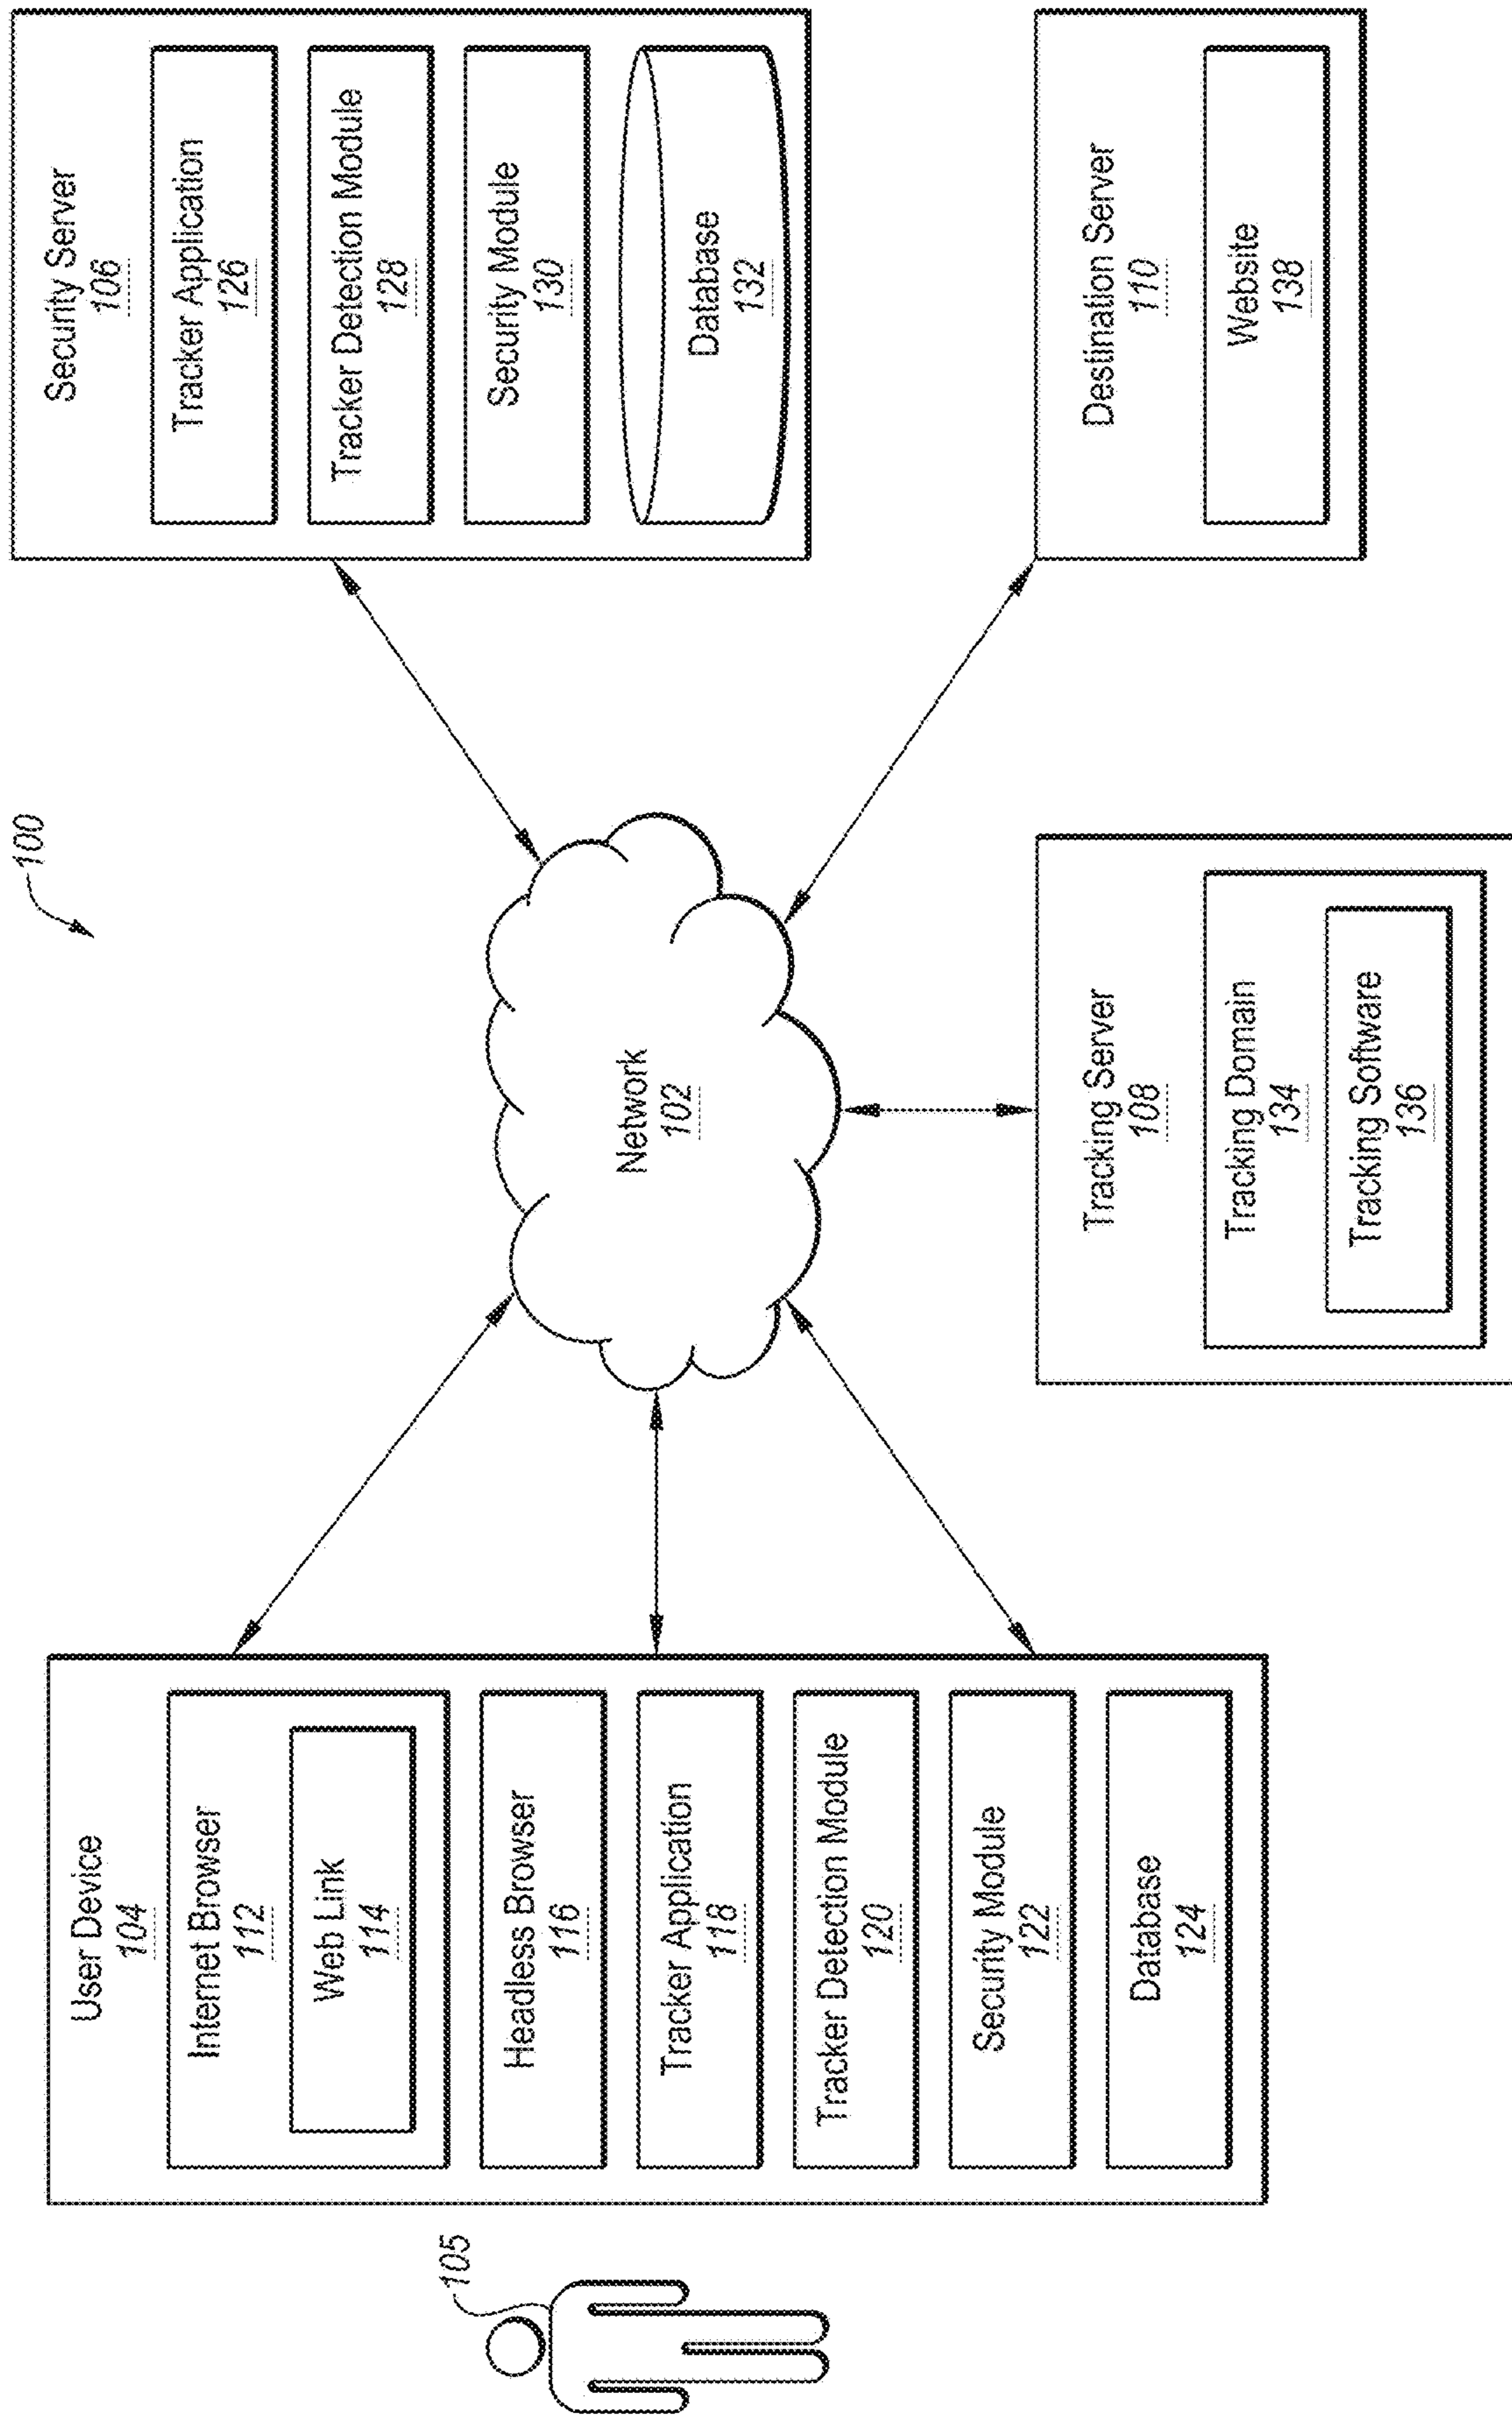 100
105
User Device
104
Internet Browser
112
Web Link
114
Headless Browser
116
Tracker Application
118
Tracker Detection Module
120
Security Module
122
Database
124
Network
102
Security Server
106
Tracker Application
126
Tracker Detection Module
128
Security Module
130
Database
132
Tracking Server
108
Tracking Domain
134
Tracking Software
136
Destination Server
110
Website
138